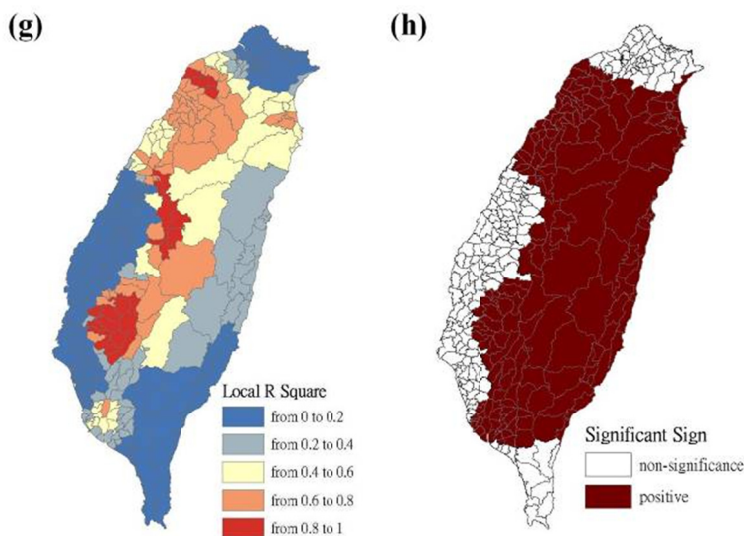 (g)
Local R Square
from 0 to 0.2
from 0.2 to 0.4
from 0.4 to 0.6
from 0.6 to 0.8
from 0.8 to 1
(h)
Significant Sign
non-significance
positive